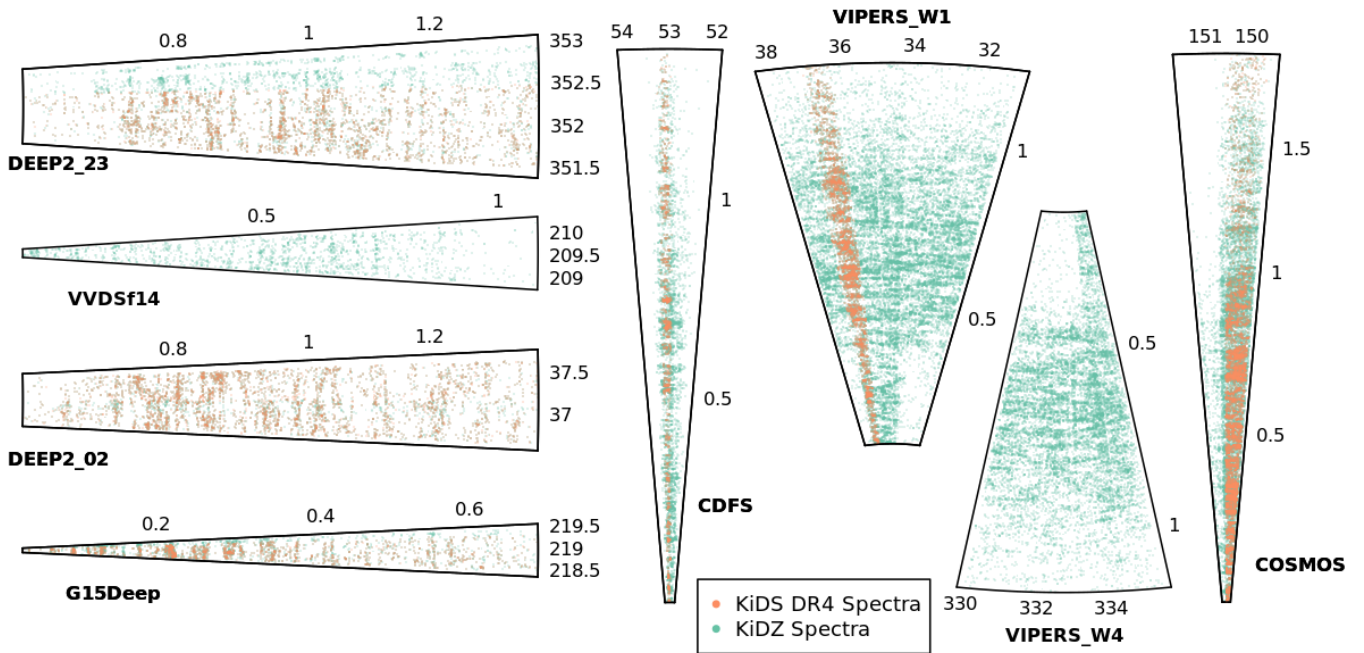 0.8 1 1.2
353
352.5
352
351.5
DEEP2_23
0.5 1
210
209.5
209
VVDSf14
0.8 1 1.2
37.5
37
DEEP2_02
0.2 0.4 0.6
219.5
219
218.5
G15Deep
54 53 52
1
0.5
CDFS
VIPERS_W1
38 36 34 32
1
0.5
0.5
1
330 332 334
VIPERS_W4
151 150
1.5
1
0.5
COSMOS
KiDS DR4 Spectra
KiDZ Spectra